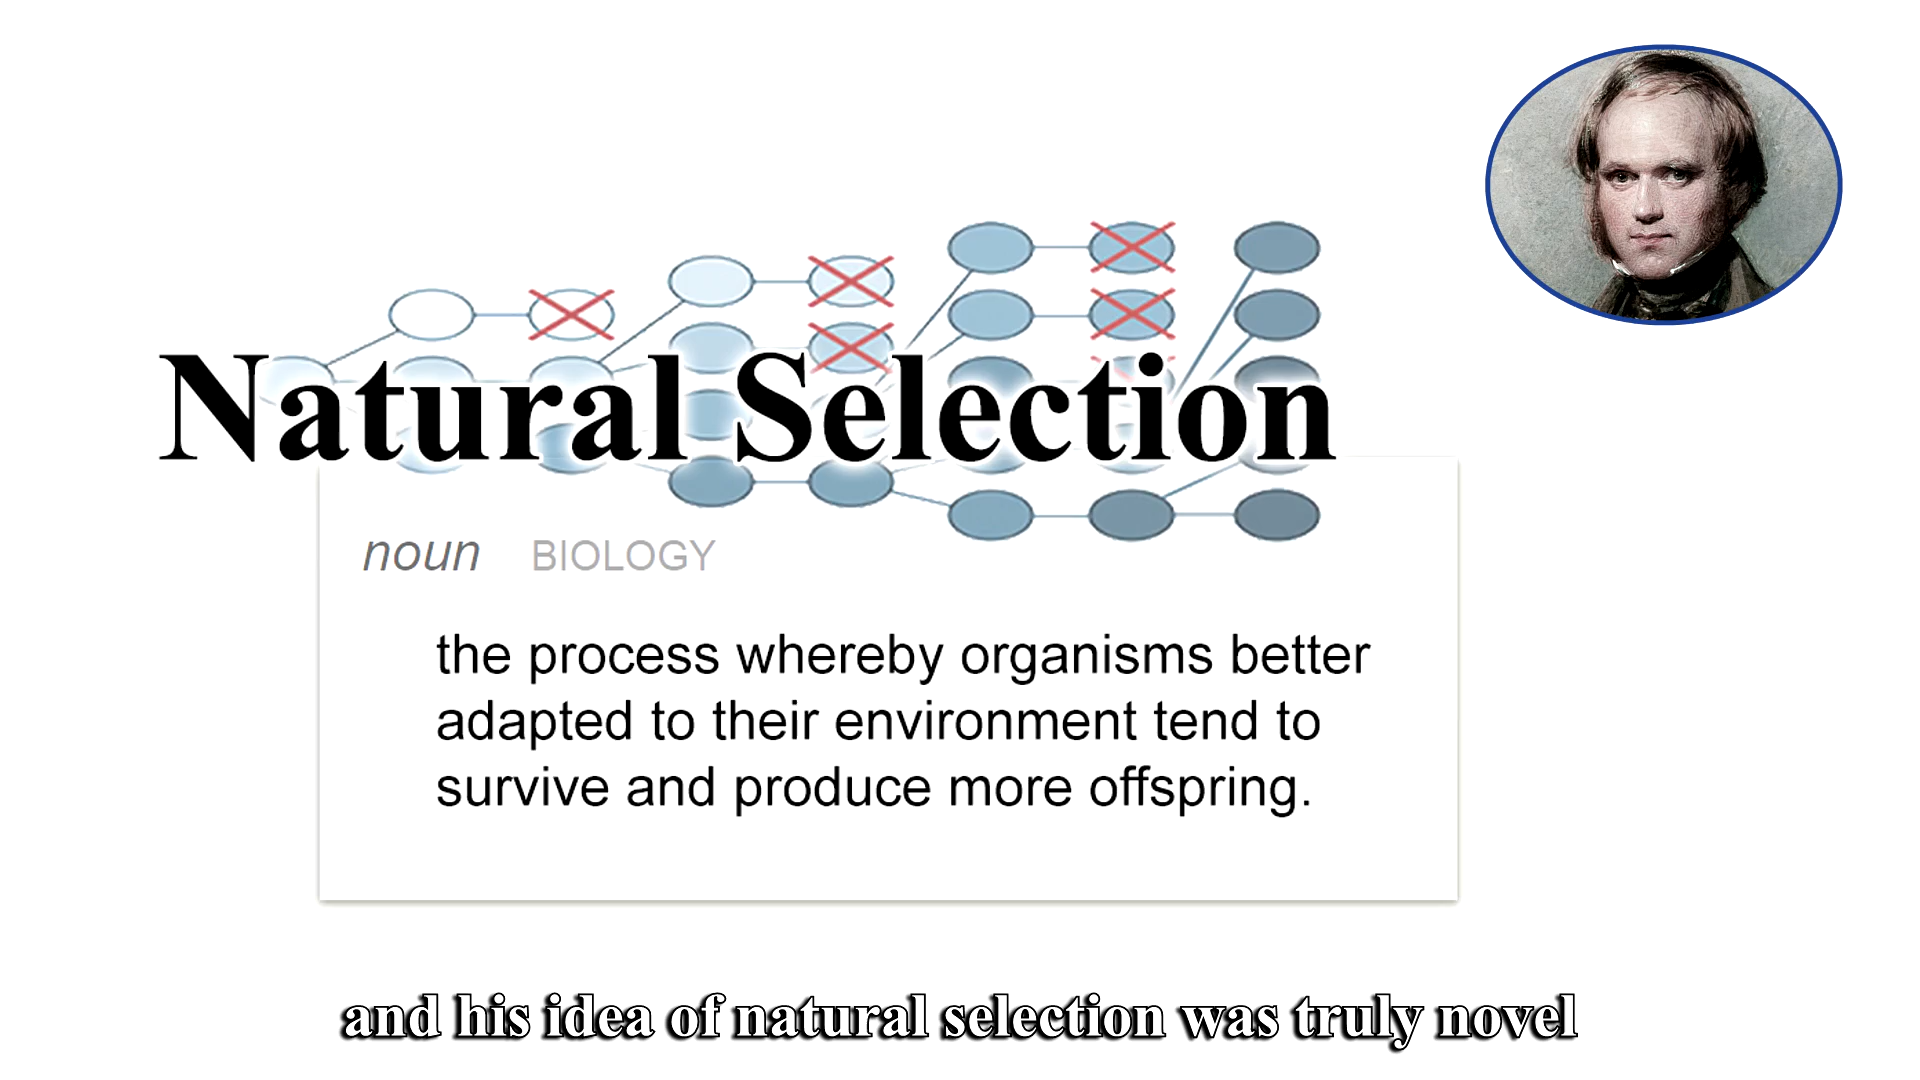 Natural Selection
noun BIOLOGY
the process whereby organisms better
adapted to their environment tend to
survive and produce more offspring.
and his idea of natural selection was truly novel